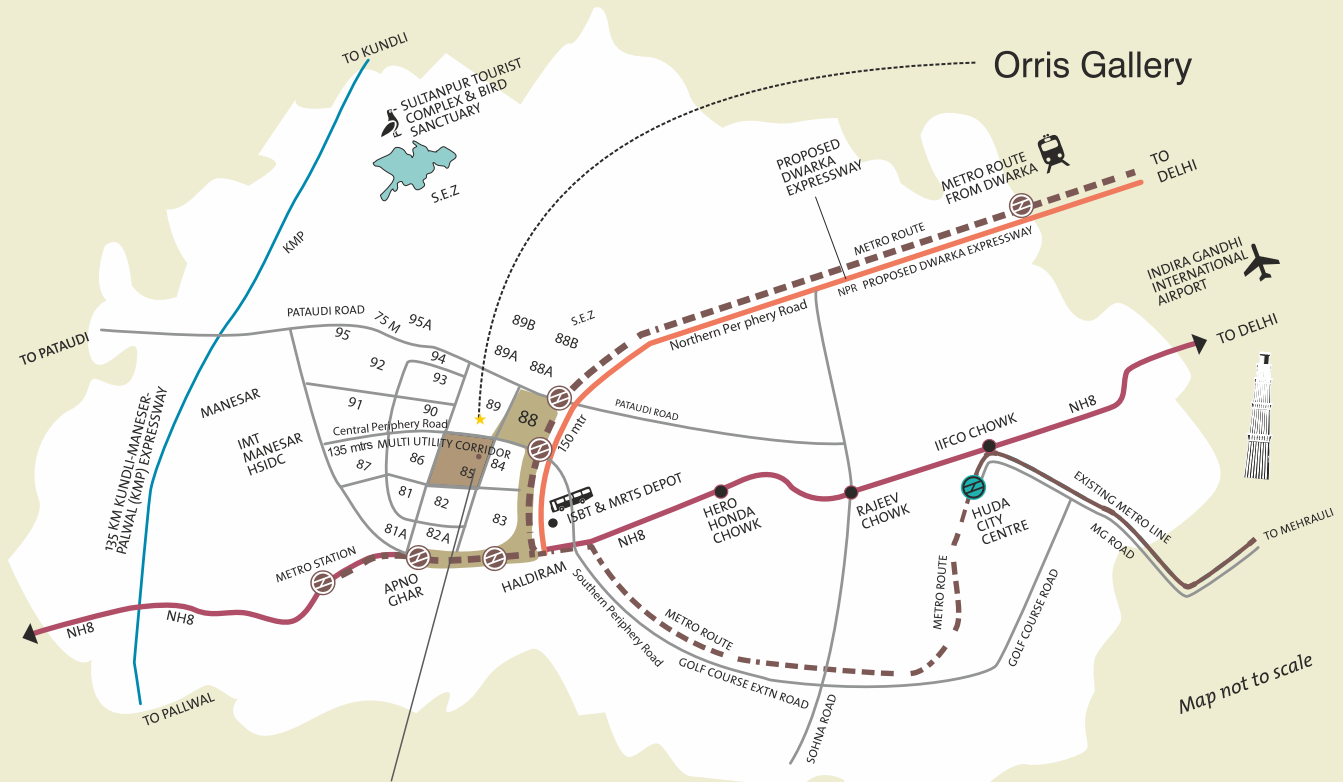 TO KUNDLI
Orris Gallery
SULTANPUR TOURIST
COMPLEX & BIRD
SANCTUARY
S.E.Z
PROPOSED
DWARKA
EXPRESSWAY
METRO ROUTE
FROM DWARKA
TO
DELHI
KMP
METRO ROUTE
NPR PROPOSED DWARKA EXPRESSWAY
INDIRA GANDHI
INTERNATIONAL
AIRPORT
PATAUDI ROAD
75 M
95A
89B
S.E.Z
88B
Northern Per phery Road
TO DELHI
TO PATAUDI
95
92
94
93
89A
88A
MANESAR
91
90
89
88
PATAUDI ROAD
NH8
Central Periphery Road
135 mtrs MULTI UTILITY CORRIDOR
150 mtr
IIFCO CHOWK
IMT
MANESAR
HSIDC
87
86
85
84
135 KM KUNDLI-MANESER-
PALWAL (KMP) EXPRESSWAY
81
82
83
ISBT & MRTS DEPOT
HERO
HONDA
CHOWK
RAJEEV
CHOWK
HUDA
CITY
CENTRE
EXISTING METRO LINE
MG ROAD
TO MEHRAULI
81A
82A
NH8
METRO STATION
APNO
GHAR
HALDIRAM
Southern Periphery Road
METRO ROUTE
METRO ROUTE
GOLF COURSE ROAD
NH8
NH8
GOLF COURSE EXTN ROAD
SOHNA ROAD
TO PALLWAL
Map not to scale